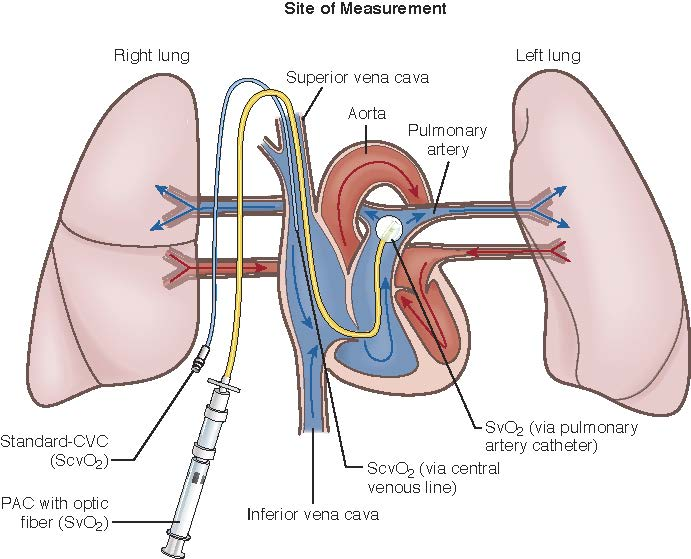 Site of Measurement
Right lung
Left lung
Superior vena cava
Aorta
Pulmonary
artery
Standard-CVC
(ScvO₂)
SvO₂ (via pulmonary
artery catheter)
ScvO₂ (via central
venous line)
PAC with optic
fiber (SvO₂)
Inferior vena cava